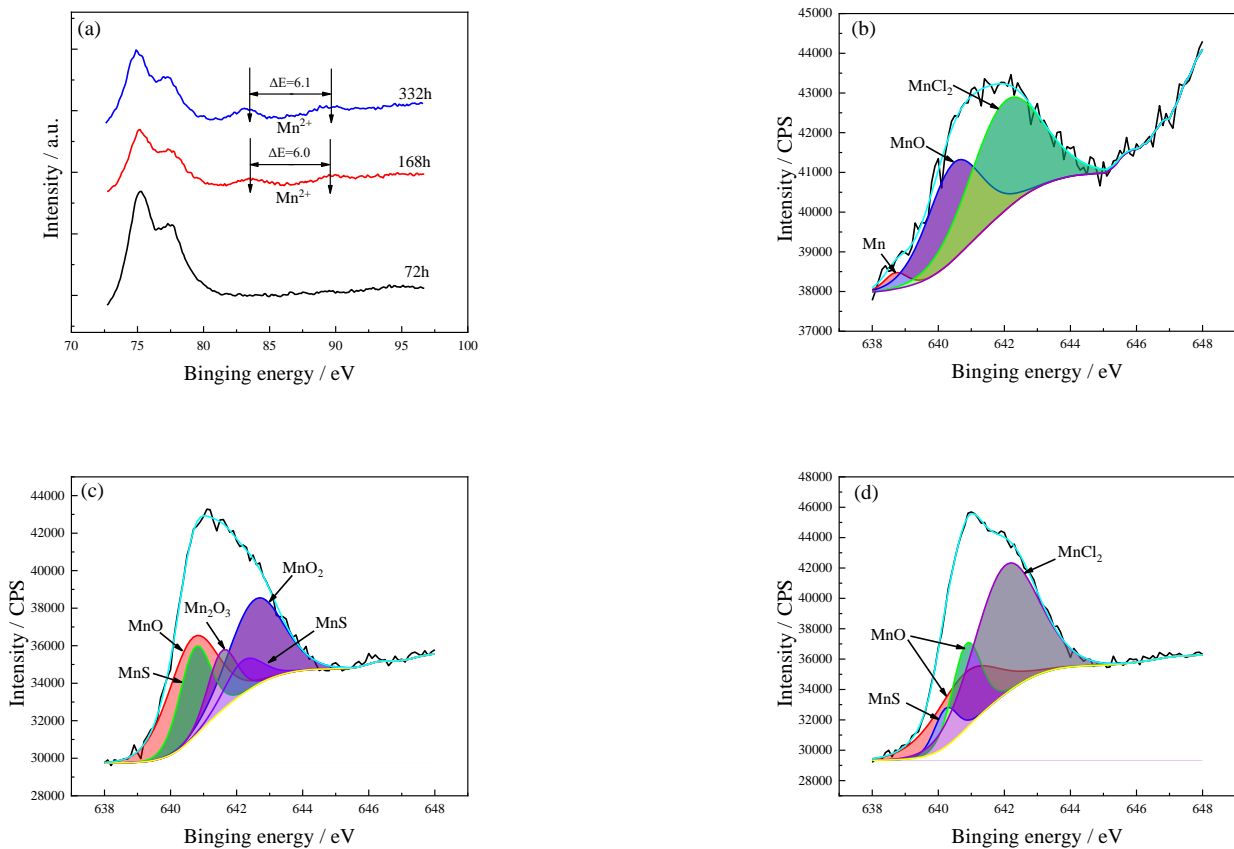 (a)
ΔE=6.1
332h
Mn2+
ΔE=6.0
168h
Mn2+
72h
Intensity / a.u.
70 75 80 85 90 95 100
Binging energy / eV
(b)
45000
44000
43000
42000
41000
40000
39000
38000
37000
MnCl2
MnO
Mn
Intensity / CPS
638 640 642 644 646 648
Binging energy / eV
(c)
44000
42000
40000
38000
36000
34000
32000
30000
28000
MnO2
Mn2O3
MnO
MnS
MnS
Intensity / CPS
638 640 642 644 646 648
Binging energy / eV
(d)
48000
46000
44000
42000
40000
38000
36000
34000
32000
30000
28000
MnCl2
MnO
MnS
Intensity / CPS
638 640 642 644 646 648
Binging energy / eV